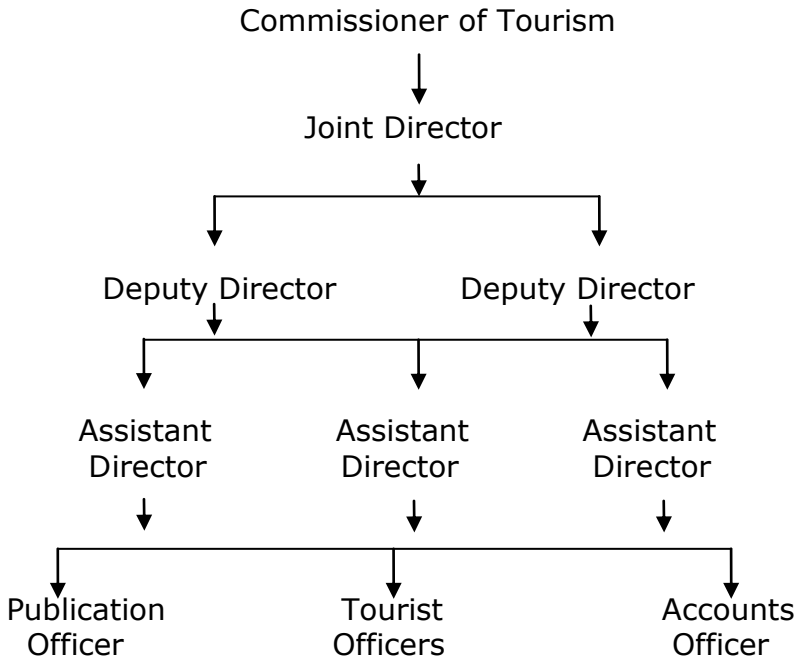 Commissioner of Tourism
Joint Director
Deputy Director
Deputy Director
Assistant
Director
Assistant
Director
Assistant
Director
Publication
Officer
Tourist
Officers
Accounts
Officer